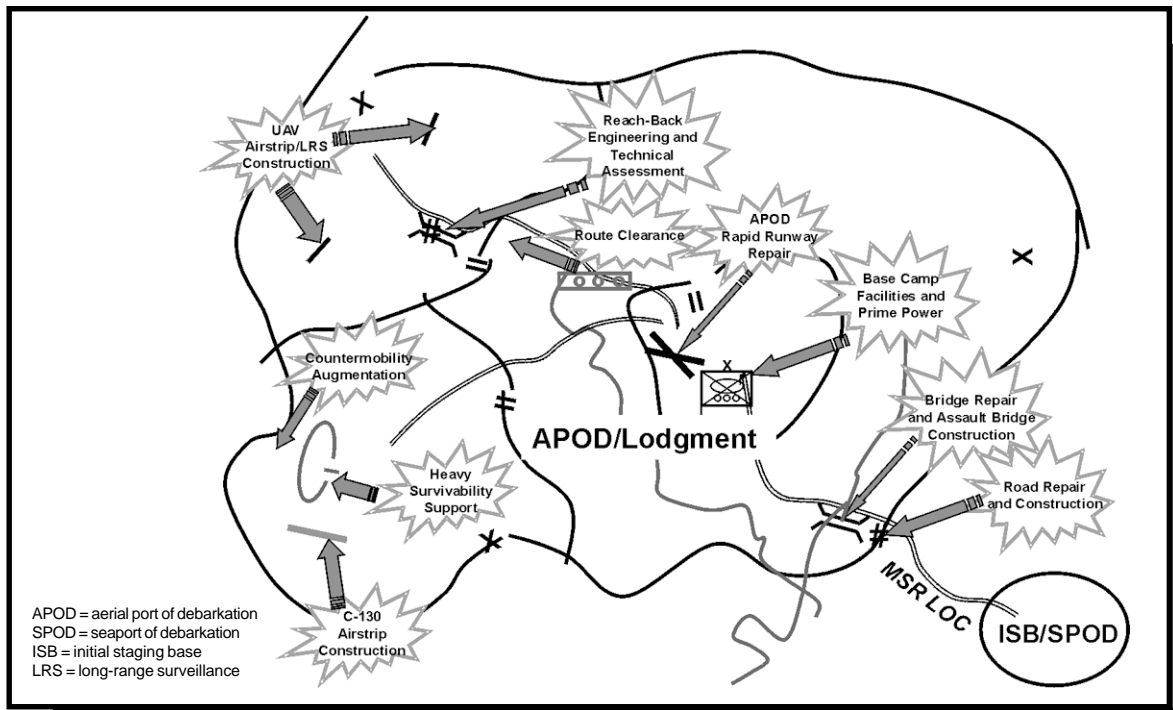 UAV
Airstrip/LRS
Construction
Reach-Back
Engineering and
Technical
Assessment
Route Clearance
APOD
Rapid Runway
Repair
Base Camp
Facilities and
Prime Power
Countermobility
Augmentation
Bridge Repair
and Assault Bridge
Construction
APOD/Lodgment
Heavy
Survivability
Support
Road Repair
and Construction
MSR LOC
C-130
Airstrip
Construction
ISB/SPOD
APOD = aerial port of debarkation
SPOD = seaport of debarkation
ISB = initial staging base
LRS = long-range surveillance